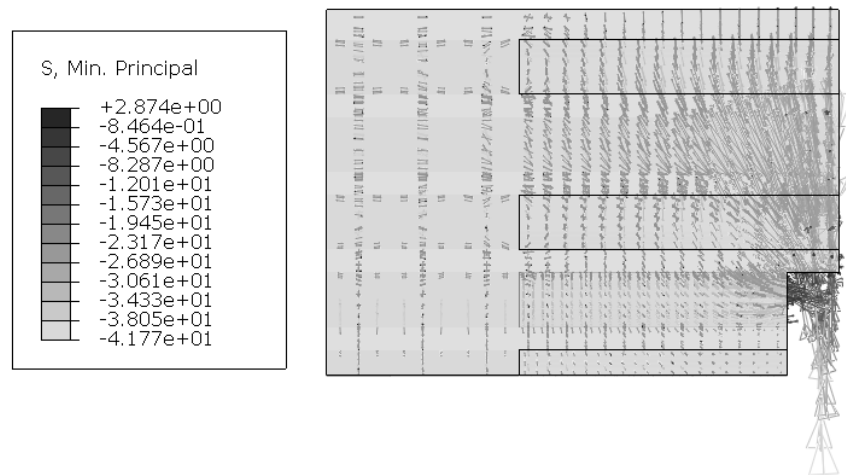 S, Min. Principal
+2.874e+00
-8.464e-01
-4.567e+00
-8.287e+00
-1.201e+01
-1.573e+01
-1.945e+01
-2.317e+01
-2.689e+01
-3.061e+01
-3.433e+01
-3.805e+01
-4.177e+01